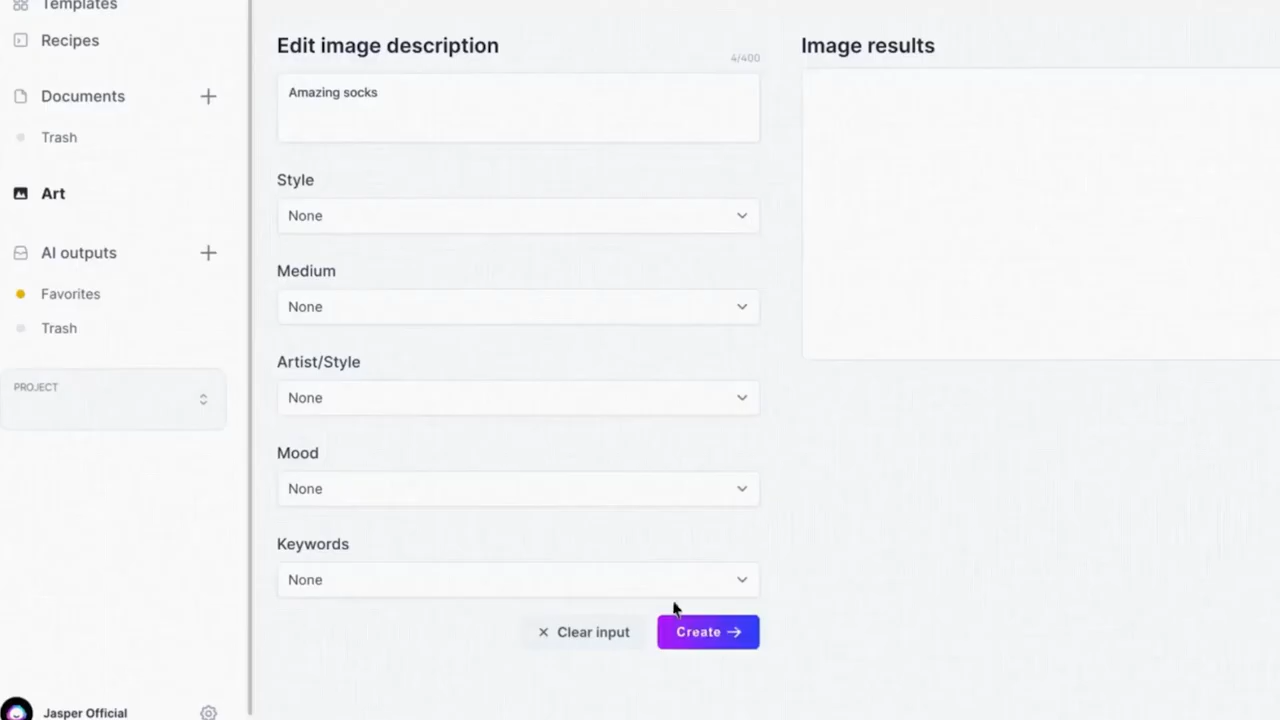 Templates
Recipes
Documents
Trash
Art
AI outputs
Favorites
Trash
PROJECT
Jasper Official
Edit image description
4/400
Amazing socks
Style
None
Medium
None
Artist/Style
None
Mood
None
Keywords
None
Clear input
Create
Image results